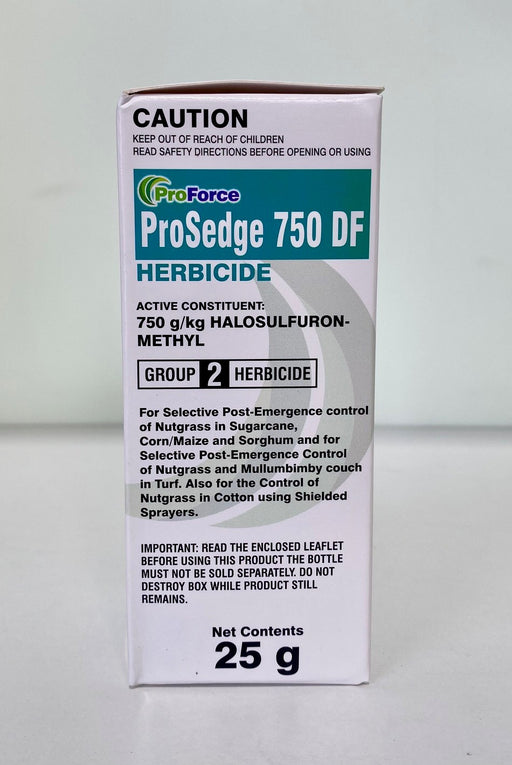 CAUTION
KEEP OUT OF REACH OF CHILDREN
READ SAFETY DIRECTIONS BEFORE OPENING OR USING
ProForce
ProSedge 750 DF
HERBICIDE
ACTIVE CONSTITUENT:
750 g/kg HALOSULFURON-
METHYL
GROUP 2 HERBICIDE
For Selective Post-Emergence control
of Nutgrass in Sugarcane,
Corn/Maize and Sorghum and for
Selective Post-Emergence Control
of Nutgrass and Mullumbimby couch
in Turf. Also for the Control of
Nutgrass in Cotton using Shielded
Sprayers.
IMPORTANT: READ THE ENCLOSED LEAFLET
BEFORE USING THIS PRODUCT THE BOTTLE
MUST NOT BE SOLD SEPARATELY. DO NOT
DESTROY BOX WHILE PRODUCT STILL
REMAINS.
Net Contents
25 g